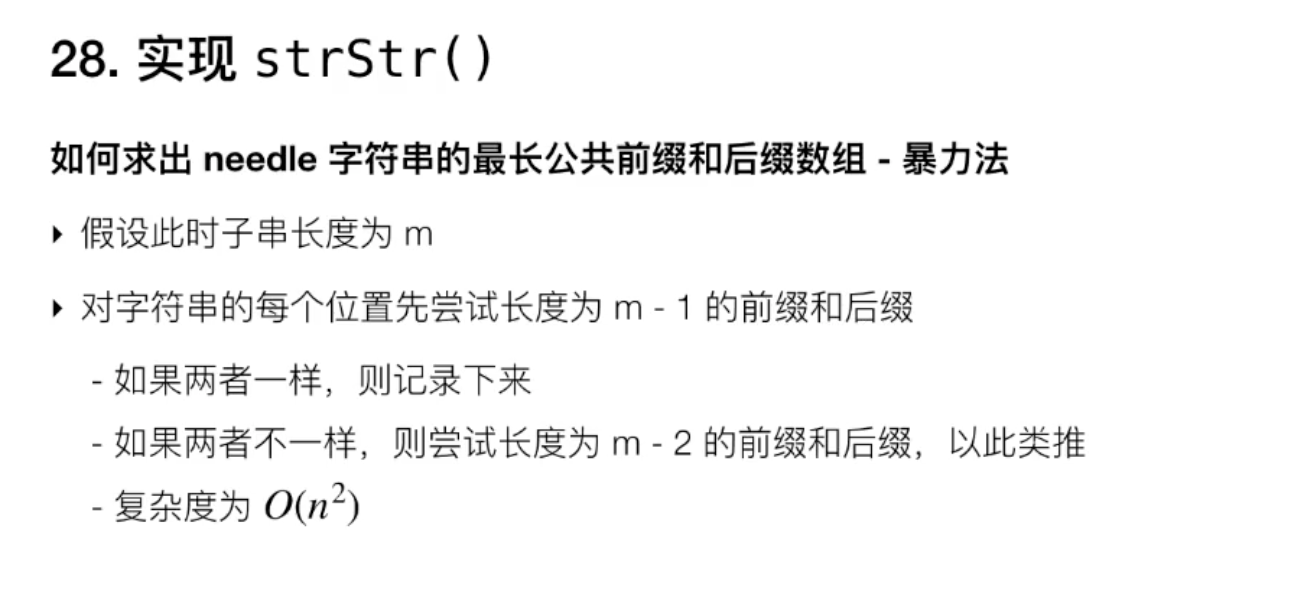 28. 实现 strStr()
如何求出 needle 字符串的最长公共前缀和后缀数组 - 暴力法
‣ 假设此时子串长度为 m
‣ 对字符串的每个位置先尝试长度为 m - 1 的前缀和后缀
- 如果两者一样，则记录下来
- 如果两者不一样，则尝试长度为 m - 2 的前缀和后缀，以此类推
- 复杂度为 O(n²)